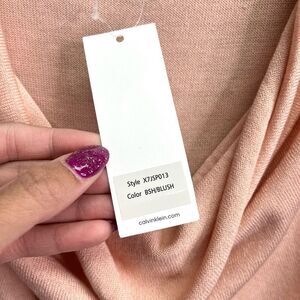 Style X7JSP013
Color BSH/BLUSH
calvinklein.com